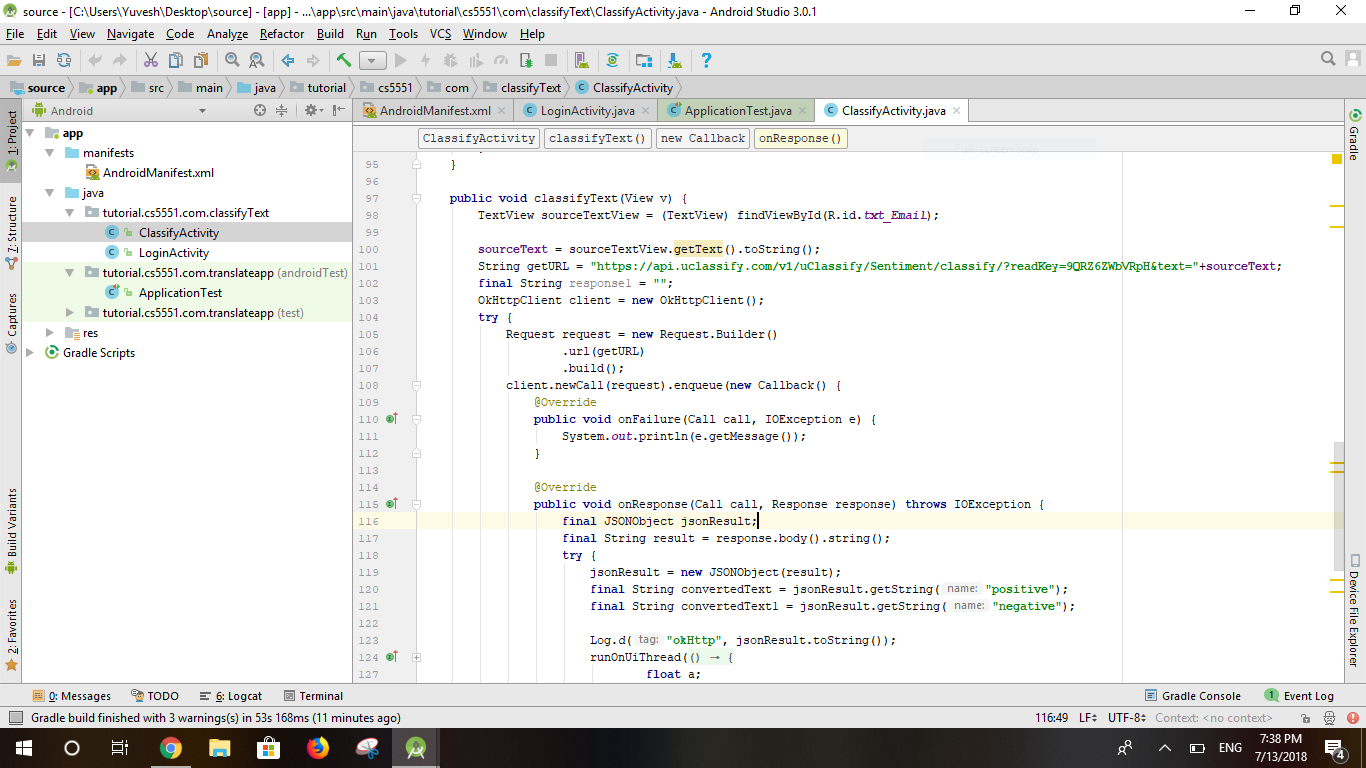 source - [C:\Users\Yuvesh\Desktop\source] - [app] - ...\app\src\main\java\tutorial\cs5551\com\classifyText\ClassifyActivity.java - Android Studio 3.0.1
File Edit View Navigate Code Analyze Refactor Build Run Tools VCS Window Help
source app src main java tutorial cs5551 com classifyText ClassifyActivity
Android
AndroidManifest.xml LoginActivity.java ApplicationTest.java ClassifyActivity.java
ClassifyActivity classifyText() new Callback onResponse()
1: Project
7: Structure
Captures
Build Variants
2: Favorites
app
manifests
AndroidManifest.xml
java
tutorial.cs5551.com.classifyText
ClassifyActivity
LoginActivity
tutorial.cs5551.com.translateapp (androidTest)
ApplicationTest
tutorial.cs5551.com.translateapp (test)
res
Gradle Scripts
95 }
96
97 public void classifyText(View v) {
98 TextView sourceTextView = (TextView) findViewById(R.id.txt_Email);
99
100 sourceText = sourceTextView.getText().toString();
101 String getURL = "https://api.uclassify.com/v1/uClassify/Sentiment/classify/?readKey=9QRZ6ZWbVRpH&text="+sourceText;
102 final String response1 = "";
103 OkHttpClient client = new OkHttpClient();
104 try {
105 Request request = new Request.Builder()
106 .url(getURL)
107 .build();
108 client.newCall(request).enqueue(new Callback() {
109 @Override
110 public void onFailure(Call call, IOException e) {
111 System.out.println(e.getMessage());
112 }
113
114 @Override
115 public void onResponse(Call call, Response response) throws IOException {
116 final JSONObject jsonResult;
117 final String result = response.body().string();
118 try {
119 jsonResult = new JSONObject(result);
120 final String convertedText = jsonResult.getString( name: "positive");
121 final String convertedText1 = jsonResult.getString( name: "negative");
122
123 Log.d( tag: "okHttp", jsonResult.toString());
124 runOnUiThread(() → {
127 float a;
Gradle
Device File Explorer
0: Messages TODO 6: Logcat Terminal Gradle Console 1 Event Log
Gradle build finished with 3 warnings(s) in 53s 168ms (11 minutes ago) 116:49 LF UTF-8 Context: <no context>
ENG 7:38 PM
7/13/2018 4